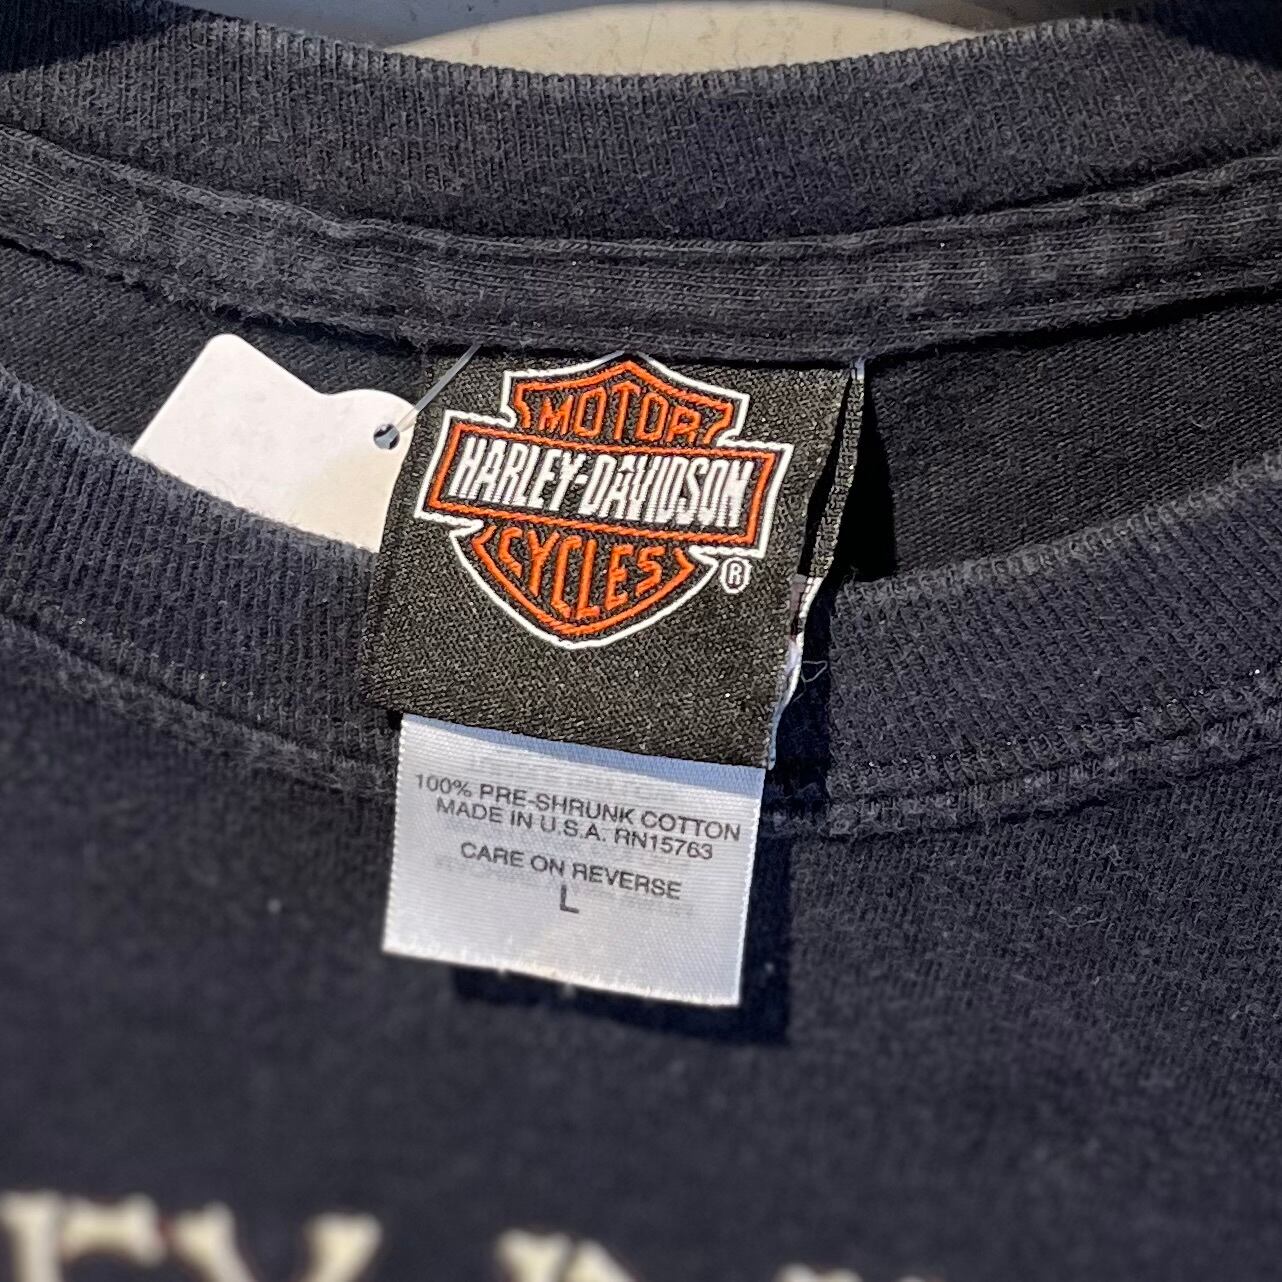 MOTOR
HARLEY-DAVIDSON
CYCLES
®
100% PRE-SHRUNK COTTON
MADE IN U.S.A. RN15763
CARE ON REVERSE
L